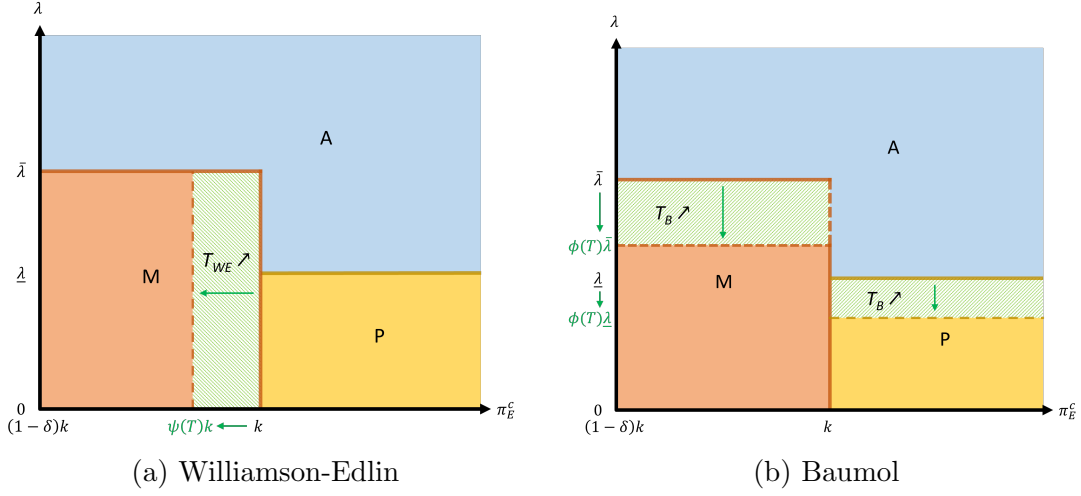 λ
A
λ̄
M
T_WE ↗
λ̲
P
0
(1 − δ)k
ψ(T)k
k
π_E^c
(a) Williamson-Edlin
λ
A
λ̄
T_B ↗
ϕ(T)λ̄
M
λ̲
T_B ↗
ϕ(T)λ̲
P
0
(1 − δ)k
k
π_E^c
(b) Baumol